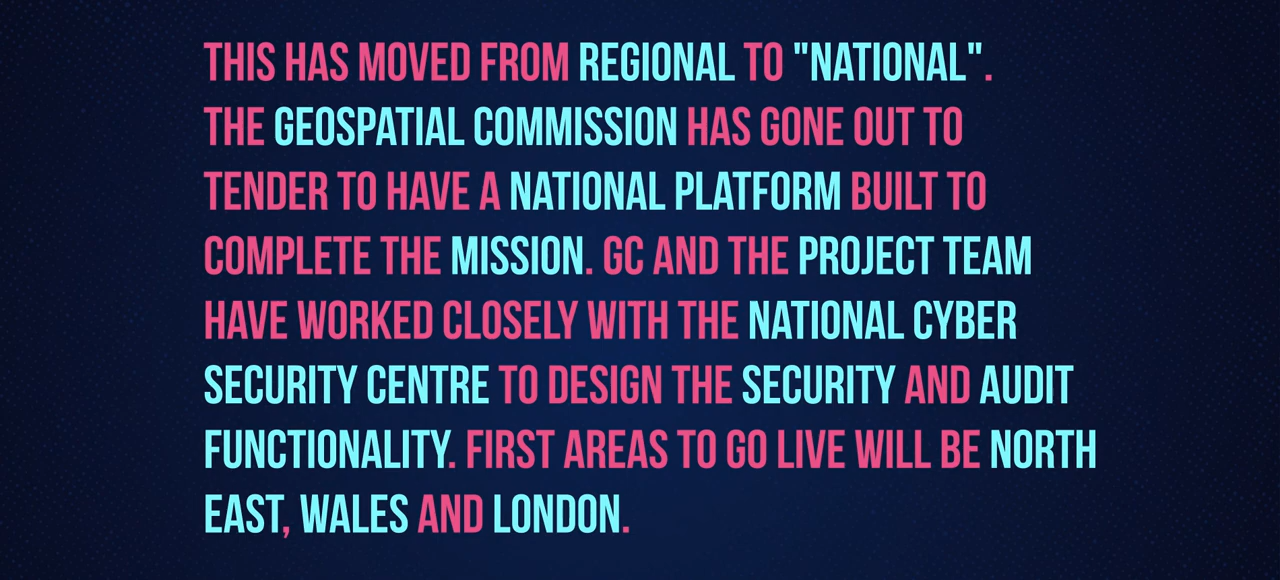 THIS HAS MOVED FROM REGIONAL TO "NATIONAL".
THE GEOSPATIAL COMMISSION HAS GONE OUT TO
TENDER TO HAVE A NATIONAL PLATFORM BUILT TO
COMPLETE THE MISSION. GC AND THE PROJECT TEAM
HAVE WORKED CLOSELY WITH THE NATIONAL CYBER
SECURITY CENTRE TO DESIGN THE SECURITY AND AUDIT
FUNCTIONALITY. FIRST AREAS TO GO LIVE WILL BE NORTH
EAST, WALES AND LONDON.